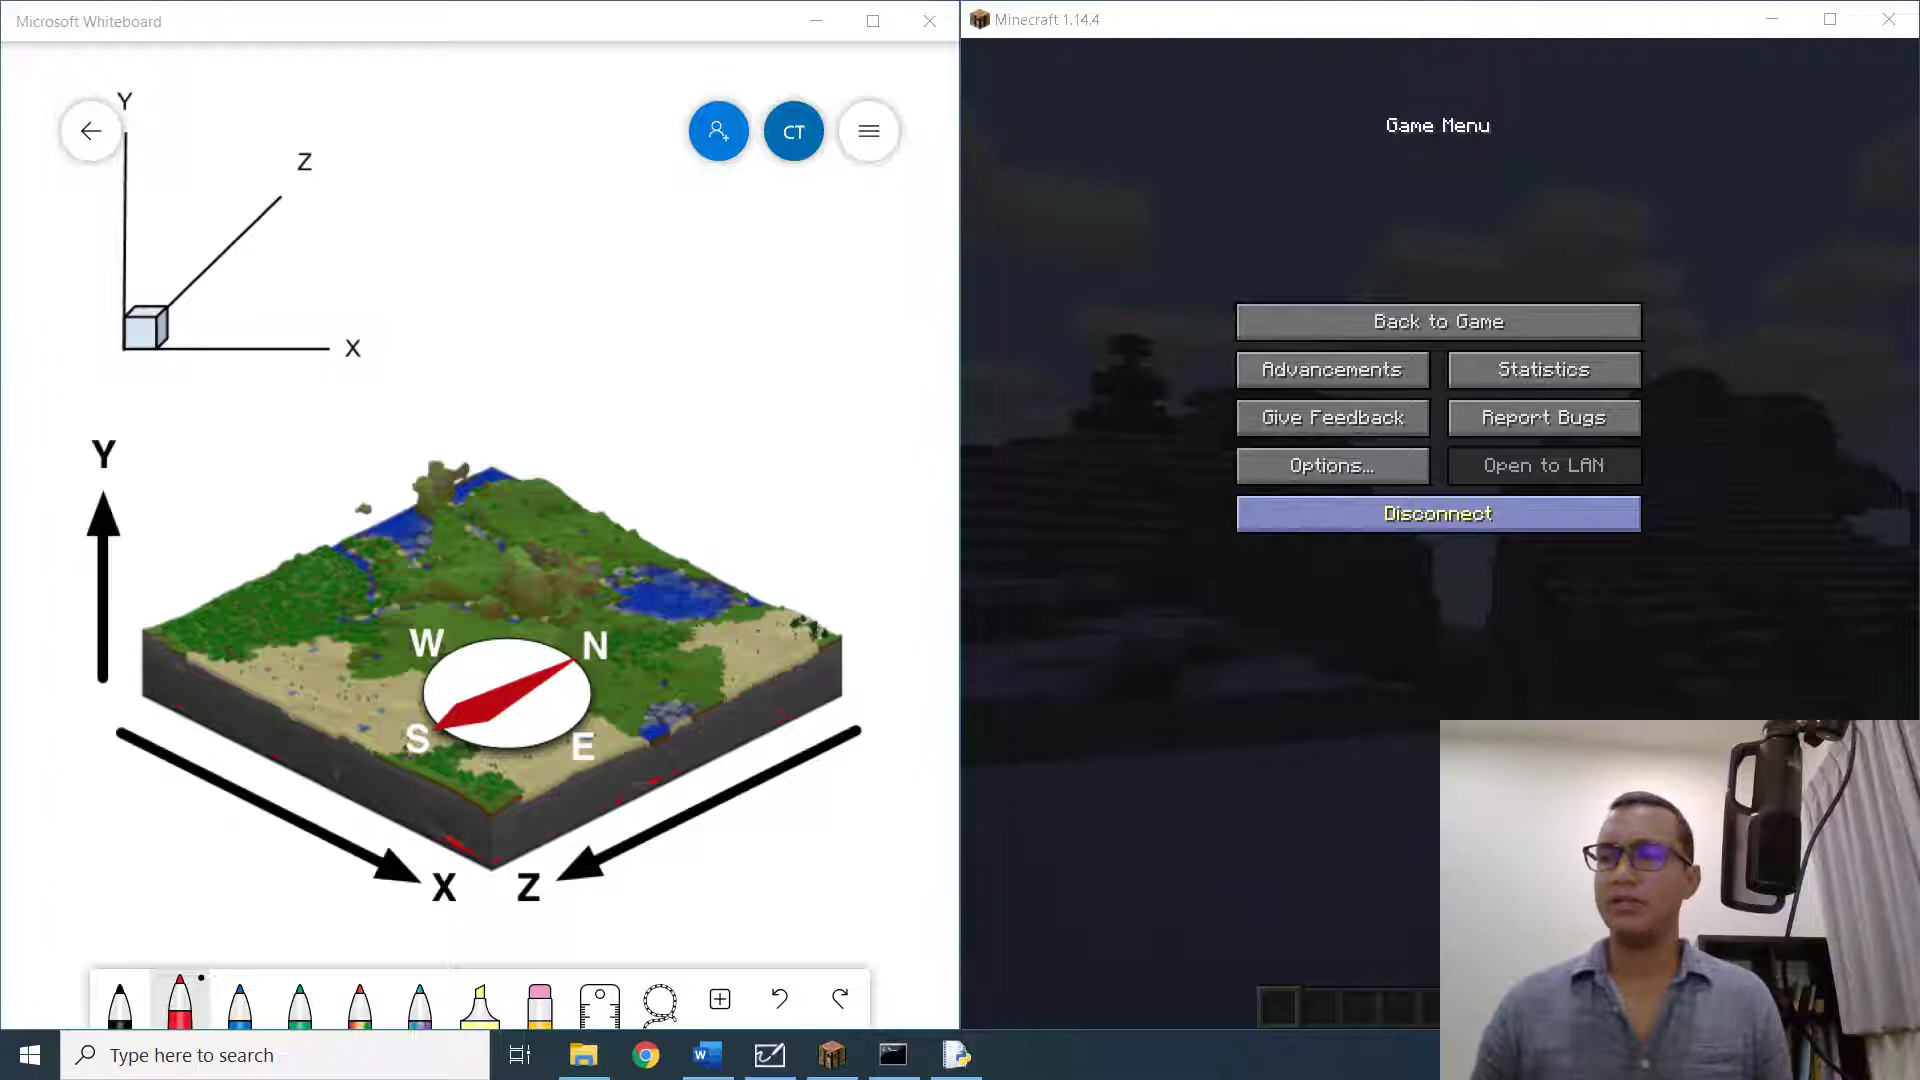 Microsoft Whiteboard
Y
Z
X
CT
Y
W
N
S
E
X
Z
Minecraft 1.14.4
Game Menu
Back to Game
Advancements
Statistics
Give Feedback
Report Bugs
Options...
Open to LAN
Disconnect
Type here to search